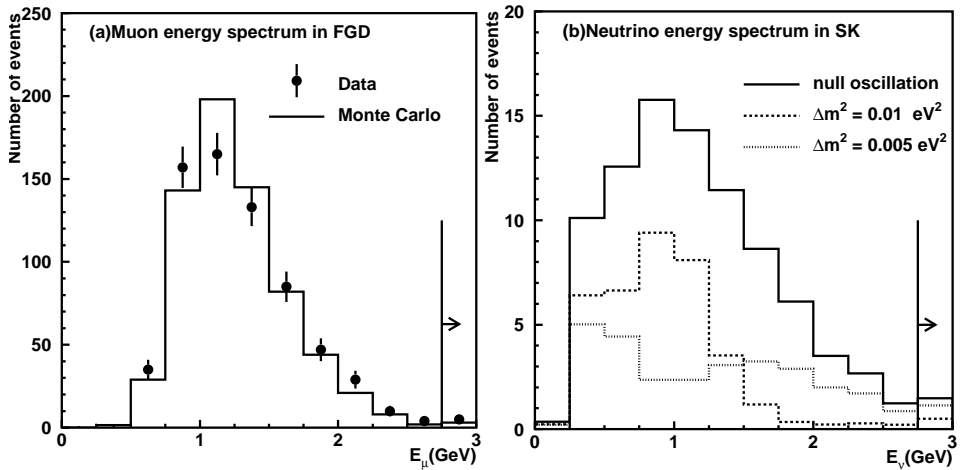 (a)Muon energy spectrum in FGD
Data
Monte Carlo
Number of events
250
200
150
100
50
0
0
1
2
3
E_μ(GeV)
(b)Neutrino energy spectrum in SK
null oscillation
Δm² = 0.01 eV²
Δm² = 0.005 eV²
Number of events
20
15
10
5
0
0
1
2
3
E_ν(GeV)